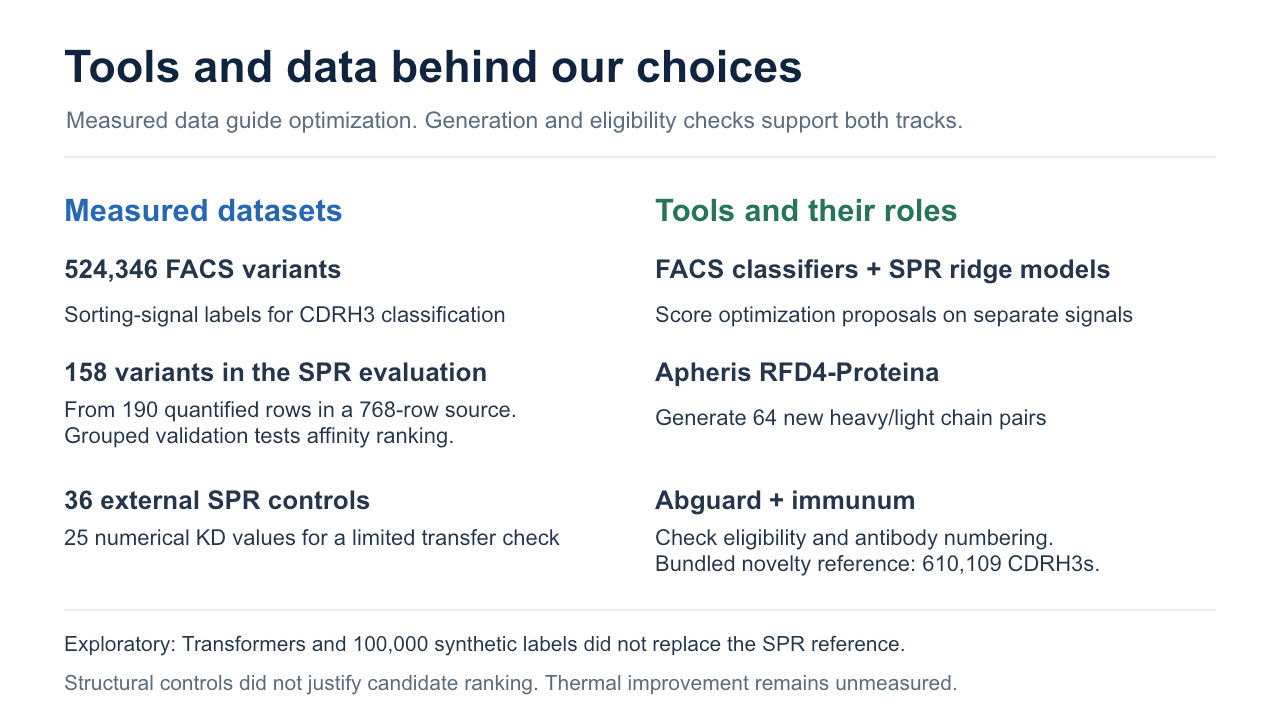 Tools and data behind our choices
Measured data guide optimization. Generation and eligibility checks support both tracks.
Measured datasets
524,346 FACS variants
Sorting-signal labels for CDRH3 classification
158 variants in the SPR evaluation
From 190 quantified rows in a 768-row source.
Grouped validation tests affinity ranking.
36 external SPR controls
25 numerical KD values for a limited transfer check
Tools and their roles
FACS classifiers + SPR ridge models
Score optimization proposals on separate signals
Apheris RFD4-Proteina
Generate 64 new heavy/light chain pairs
Abguard + immunum
Check eligibility and antibody numbering.
Bundled novelty reference: 610,109 CDRH3s.
Exploratory: Transformers and 100,000 synthetic labels did not replace the SPR reference.
Structural controls did not justify candidate ranking. Thermal improvement remains unmeasured.